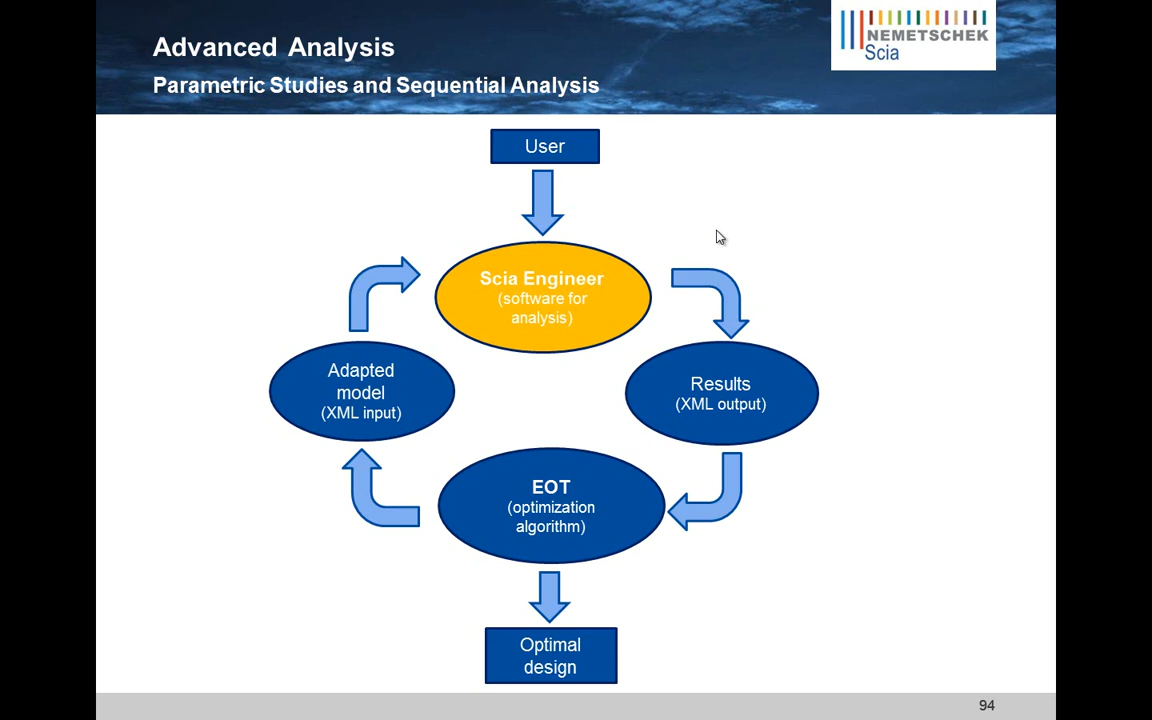 Advanced Analysis
Parametric Studies and Sequential Analysis
NEMETSCHEK
Scia
User
Scia Engineer
(software for
analysis)
Adapted
model
(XML input)
Results
(XML output)
EOT
(optimization
algorithm)
Optimal
design
94